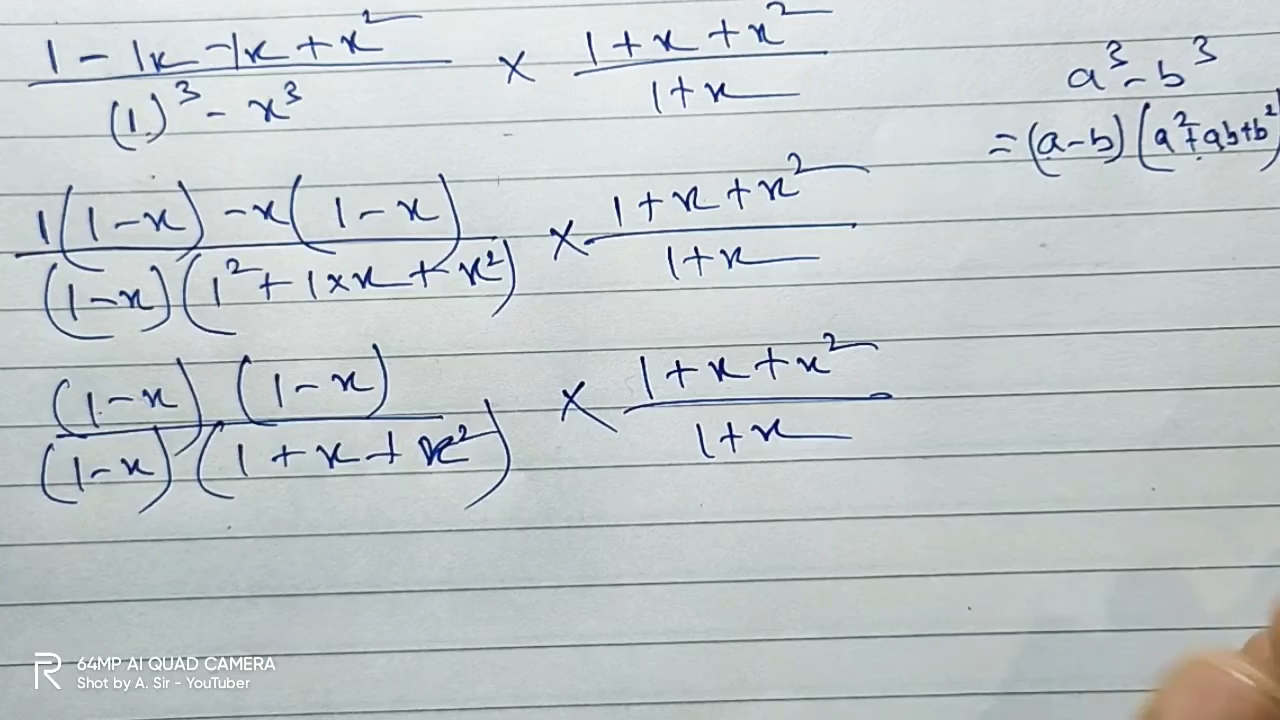 1 - 1x - 1x + x² / (1)³ - x³ × 1 + x + x² / 1 + x
a³ - b³
= (a - b) (a² + ab + b²)
1(1 - x) - x(1 - x) / (1 - x)(1² + 1 × x + x²) × 1 + x + x² / 1 + x
(1 - x) (1 - x) / (1 - x) (1 + x + x²) × 1 + x + x² / 1 + x
R 64MP AI QUAD CAMERA
Shot by A. Sir - YouTuber